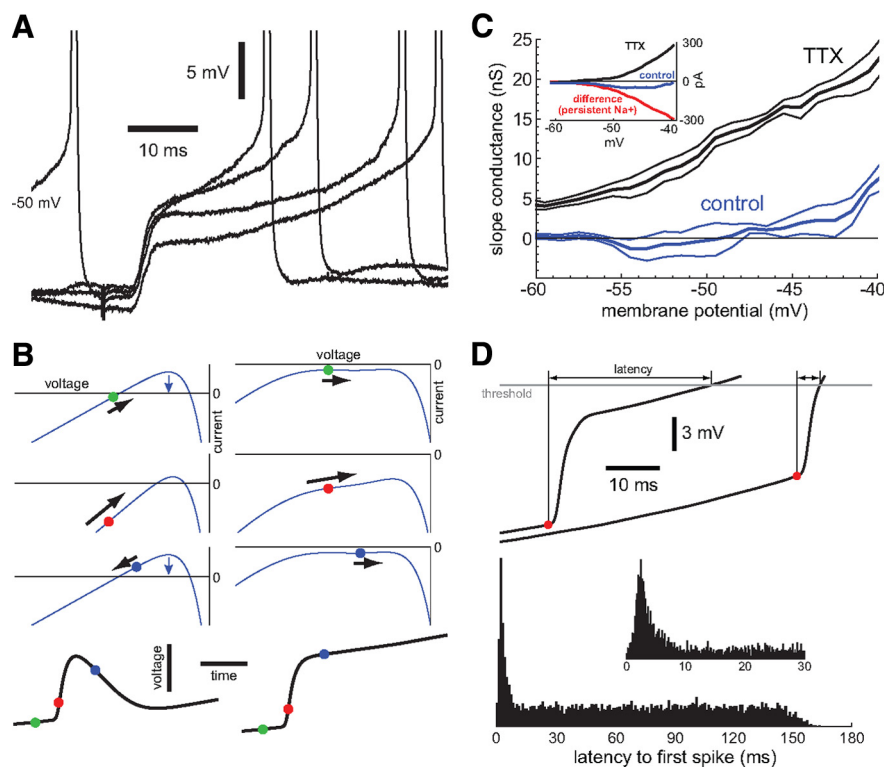 A
5 mV
10 ms
-50 mV
B
voltage
0
current
voltage
0
current
0
0
0
0
voltage
time
C
slope conductance (nS)
25
20
15
10
5
0
-60
-55
-50
-45
-40
membrane potential (mV)
TTX
control
TTX
control
difference
(persistent Na+)
300
0
-300
pA
-60
-50
-40
mV
D
latency
threshold
3 mV
10 ms
0
10
20
30
0
30
60
90
120
150
180
latency to first spike (ms)